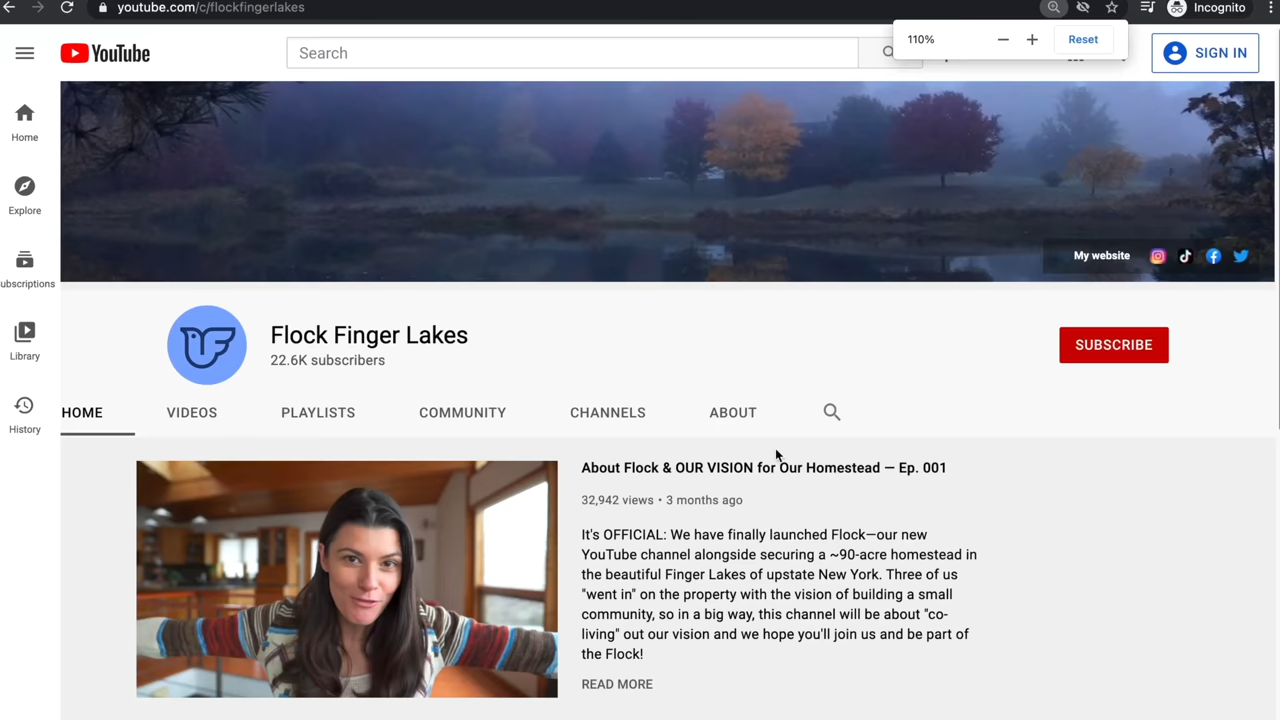 youtube.com/c/flockfingerlakes
Incognito
110%
Reset
YouTube
Search
SIGN IN
Home
Explore
ubscriptions
Library
History
My website
Flock Finger Lakes
22.6K subscribers
SUBSCRIBE
HOME VIDEOS PLAYLISTS COMMUNITY CHANNELS ABOUT
About Flock & OUR VISION for Our Homestead – Ep. 001
32,942 views • 3 months ago
It's OFFICIAL: We have finally launched Flock—our new
YouTube channel alongside securing a ~90-acre homestead in
the beautiful Finger Lakes of upstate New York. Three of us
"went in" on the property with the vision of building a small
community, so in a big way, this channel will be about "co-
living" out our vision and we hope you'll join us and be part of
the Flock!
READ MORE